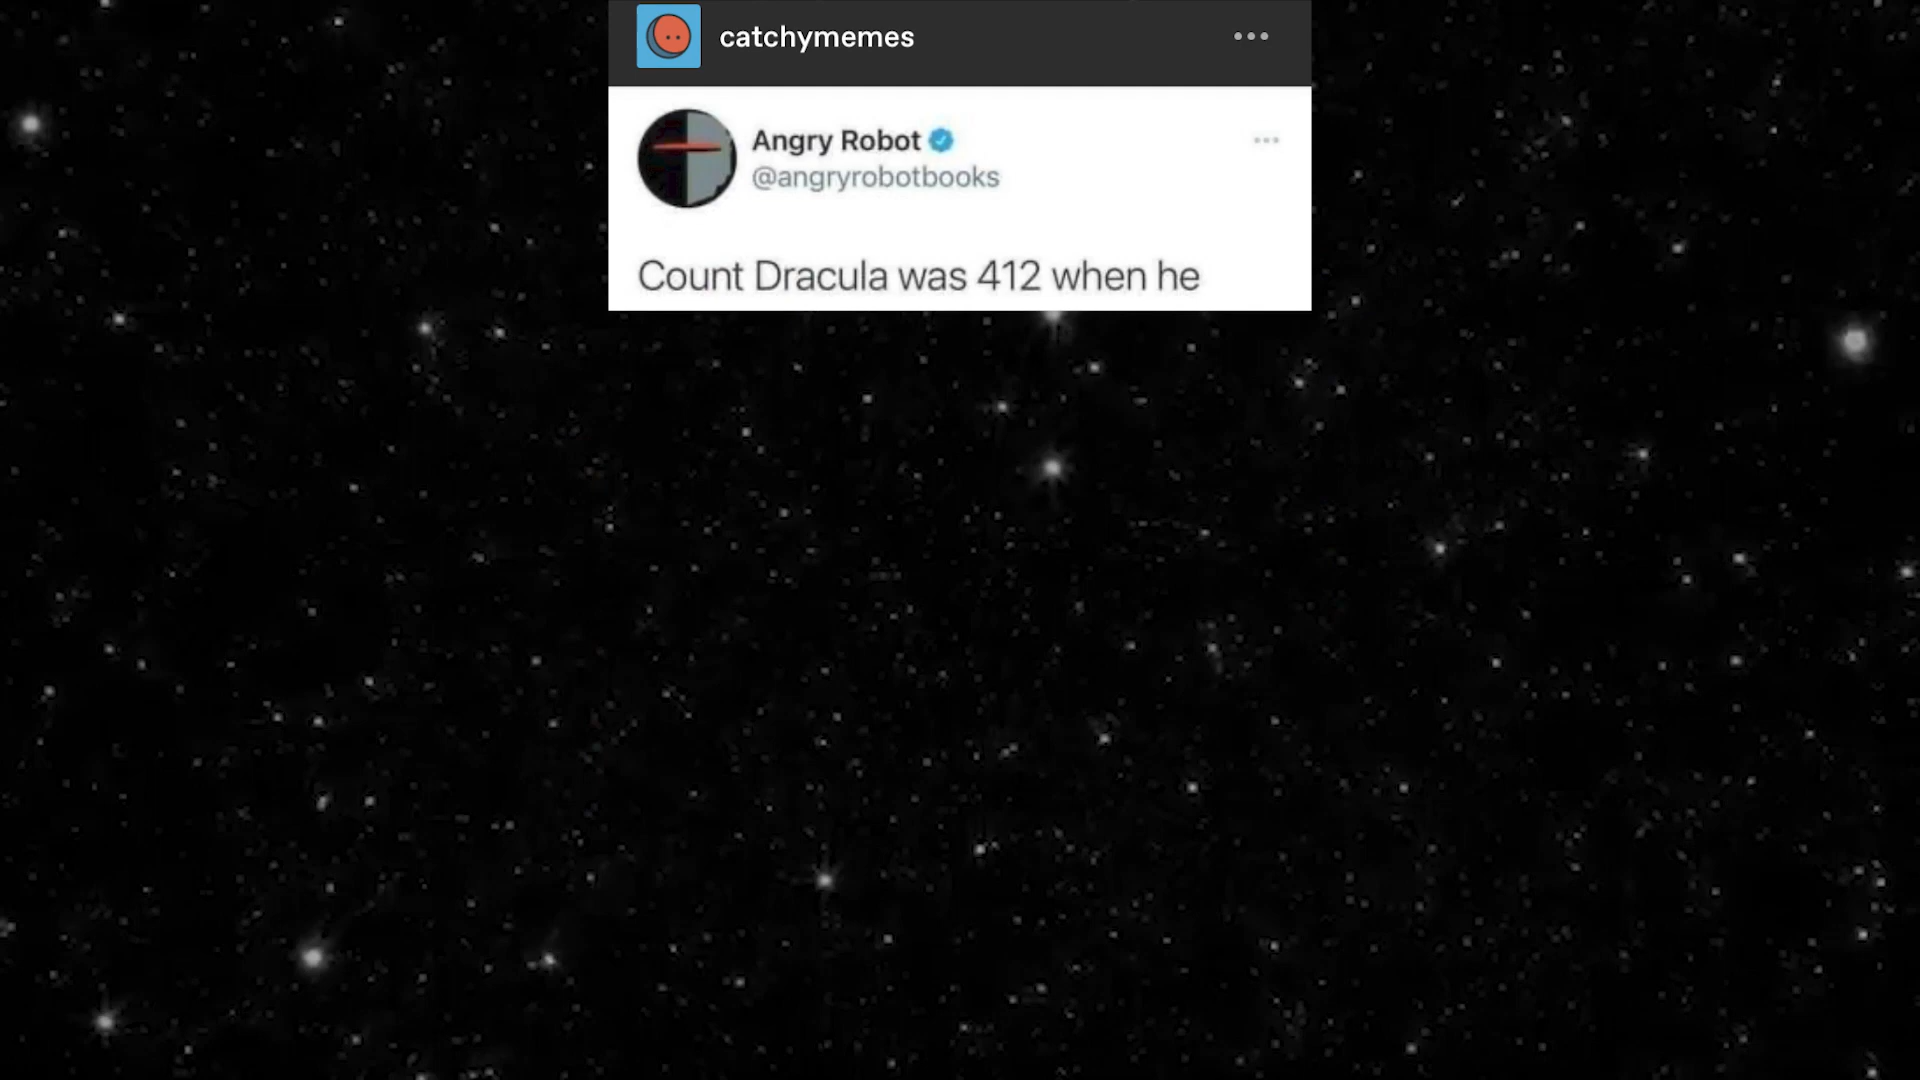 catchymemes
Angry Robot
@angryrobotbooks
Count Dracula was 412 when he